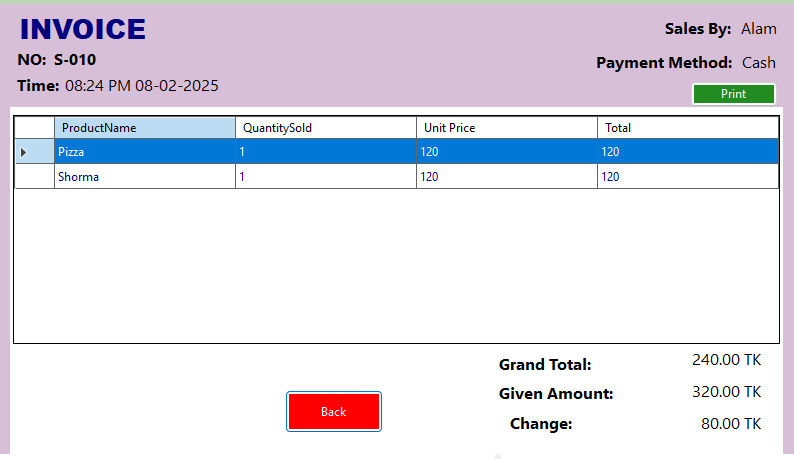 INVOICE
Sales By: Alam
NO: S-010
Payment Method: Cash
Time: 08:24 PM 08-02-2025
Print
ProductName QuantitySold Unit Price Total
Pizza 1 120 120
Shorma 1 120 120
Grand Total: 240.00 TK
Given Amount: 320.00 TK
Back
Change: 80.00 TK